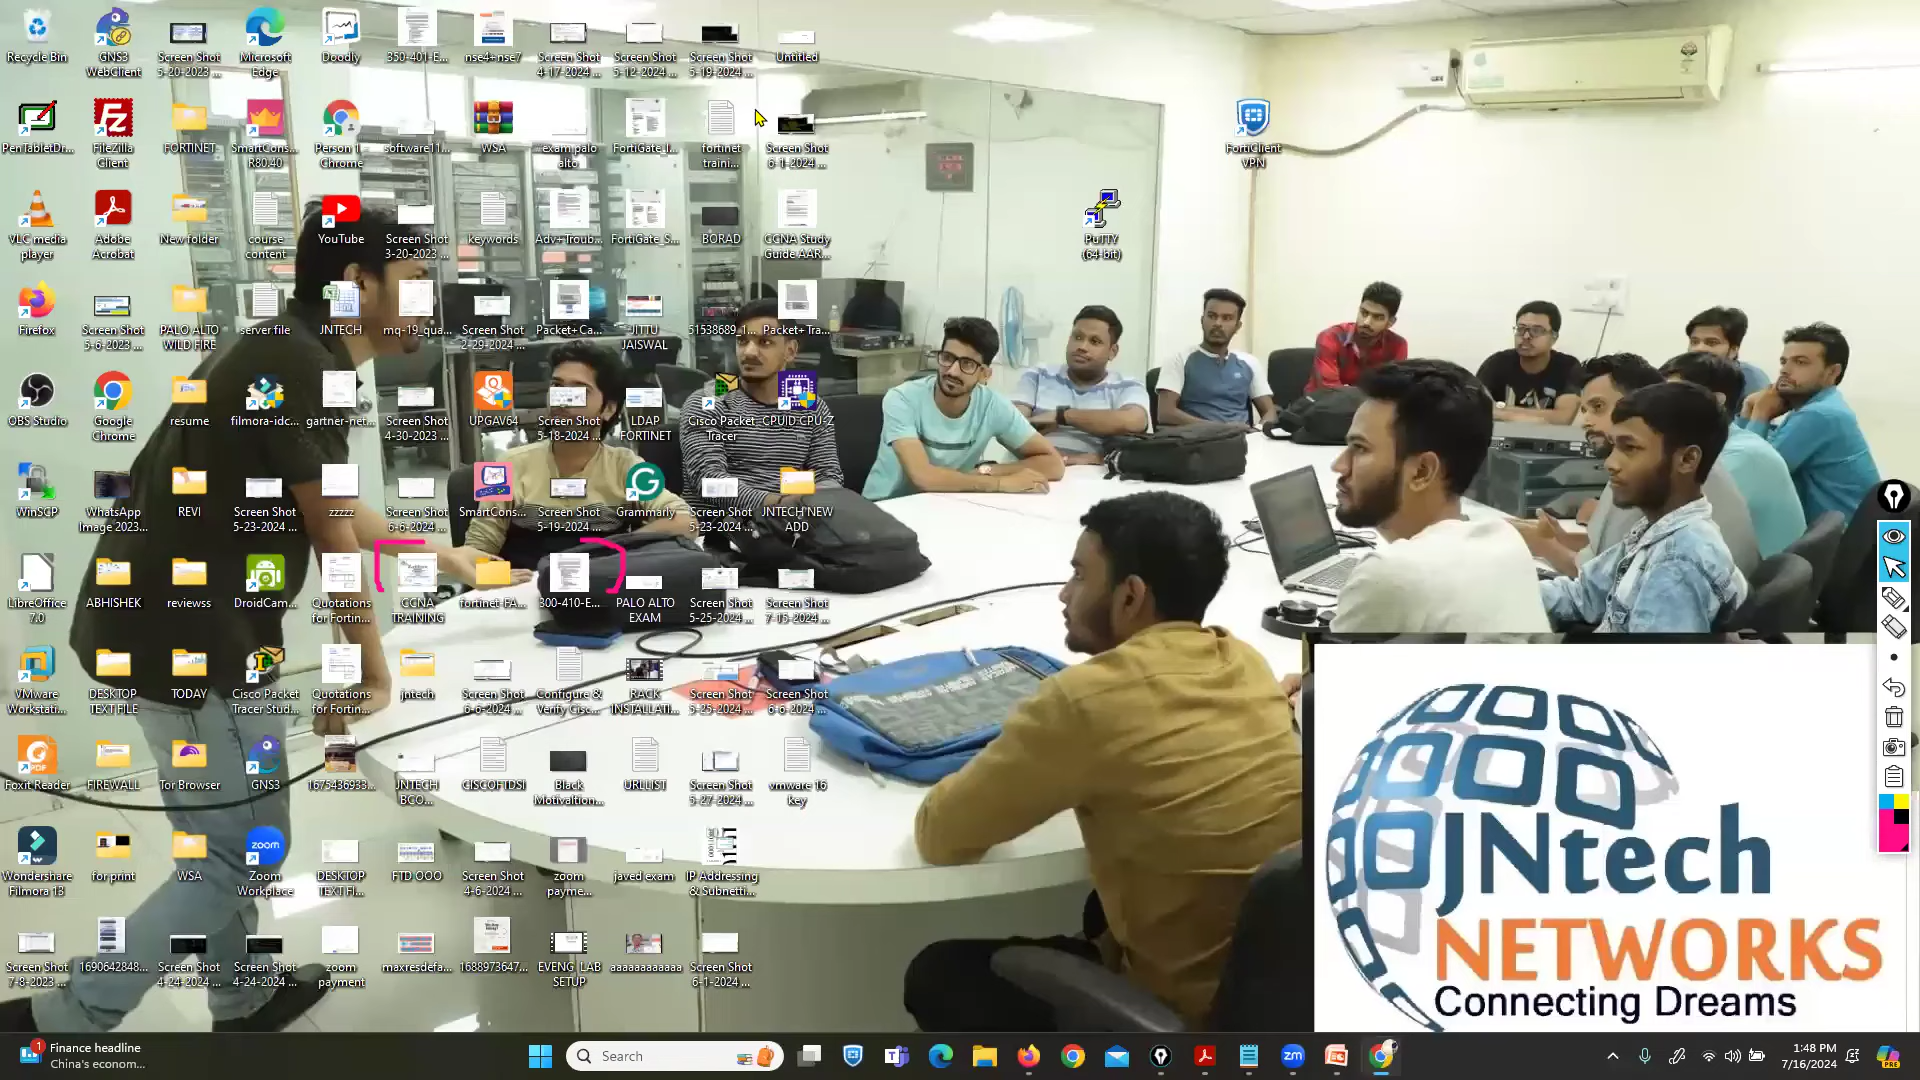 Recycle Bin
GNS3 WebClient
Screen Shot 5-20-2023 ...
Microsoft Edge
Doodly
350-401-E...
nse4+nse7
Screen Shot 4-17-2024 ...
Screen Shot 5-12-2024 ...
Screen Shot 5-19-2024 ...
Untitled
PenTabletDr...
FileZilla Client
FORTINET
SmartCons... R80.40
Person 1 - Chrome
software11...
WSA
exam palo alto
FortiGate_I...
fortinet traini...
Screen Shot 6-1-2024 ...
FortiClient VPN
VLC media player
Adobe Acrobat
New folder
course content
YouTube
Screen Shot 3-20-2023 ...
keywords
Adv+Troub...
FortiGate_S...
BORAD
CCNA Study Guide AAR...
PuTTY (64-bit)
Firefox
Screen Shot 5-6-2023 ...
PALO ALTO WILD FIRE
server file
JNTECH
mq-19_qua...
Screen Shot 2-29-2024 ...
Packet+Ca...
JITTU JAISWAL
51538689_1...
Packet+Tra...
OBS Studio
Google Chrome
resume
filmora-idc...
gartner-net...
Screen Shot 4-30-2023 ...
UPGAV64
Screen Shot 5-18-2024 ...
LDAP FORTINET
Cisco Packet Tracer
CPUID CPU-Z
WinSCP
WhatsApp Image 2023...
REVI
Screen Shot 5-23-2024 ...
zzzzz
Screen Shot 6-6-2024 ...
SmartCons...
Screen Shot 5-19-2024 ...
Grammarly
Screen Shot 5-23-2024 ...
JNTECH NEW ADD
LibreOffice 7.0
ABHISHEK
reviewss
DroidCam...
Quotations for Fortin...
CCNA TRAINING
fortinet-FA...
300-410-E...
PALO ALTO EXAM
Screen Shot 5-25-2024 ...
Screen Shot 7-15-2024 ...
VMware Workstati...
DESKTOP TEXT FILE
TODAY
Cisco Packet Tracer Stud...
Quotations for Fortin...
jntech
Screen Shot 6-6-2024 ...
Configure & Verify Cisc...
RACK INSTALLATI...
Screen Shot 5-25-2024 ...
Screen Shot 6-6-2024 ...
Foxit Reader
FIREWALL
Tor Browser
GNS3
1675436933...
JNTECH BCO...
CISCOFTDSI
Black Motivaltion...
URLLIST
Screen Shot 5-27-2024 ...
vmware 16 key
Wondershare Filmora 13
for print
WSA
zoom
Zoom Workplace
DESKTOP TEXT FI...
FTD OOO
Screen Shot 4-6-2024 ...
zoom payme...
javed exam
IP Addressing & Subnetti...
Screen Shot 7-8-2023 ...
1690642848...
Screen Shot 4-24-2024 ...
Screen Shot 4-24-2024 ...
zoom payment
maxresdefa...
1688973647...
EVENG LAB SETUP
aaaaaaaaaaaa
Screen Shot 6-1-2024 ...
JNtech
NETWORKS
Connecting Dreams
1
Finance headline
China's econom...
Search
zm
1:48 PM
7/16/2024
PRE